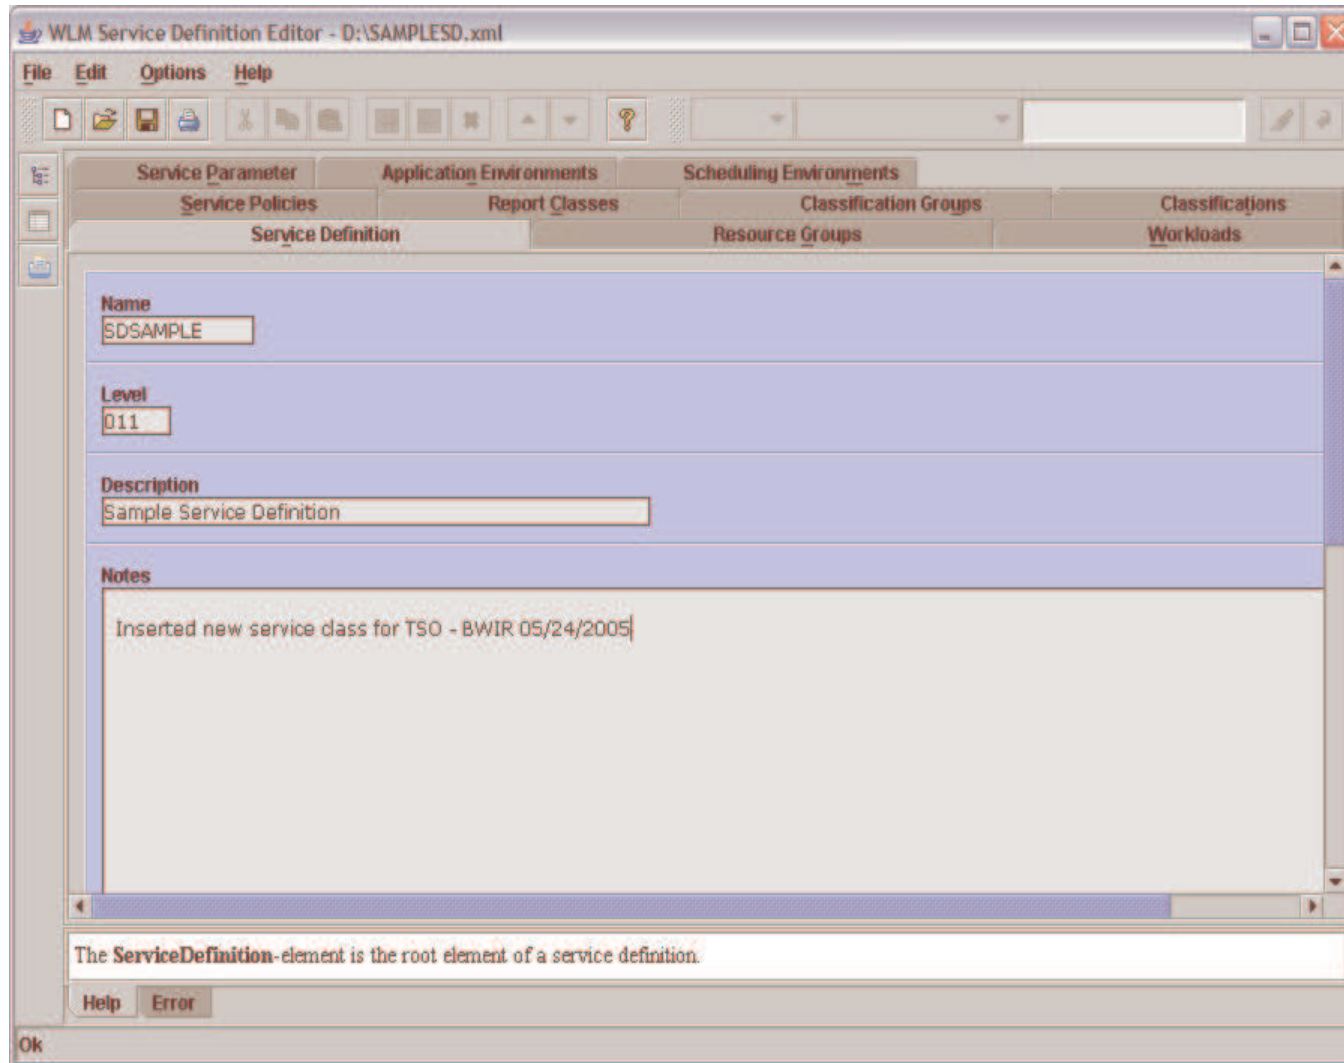 WLM Service Definition Editor - D:\SAMPLESD.xml
File Edit Options Help
Service Parameter Application Environments Scheduling Environments
Service Policies Report Classes Classification Groups Classifications
Service Definition Resource Groups Workloads
Name
SDSAMPLE
Level
011
Description
Sample Service Definition
Notes
Inserted new service class for TSO - BWIR 05/24/2005
The ServiceDefinition-element is the root element of a service definition.
Help Error
Ok